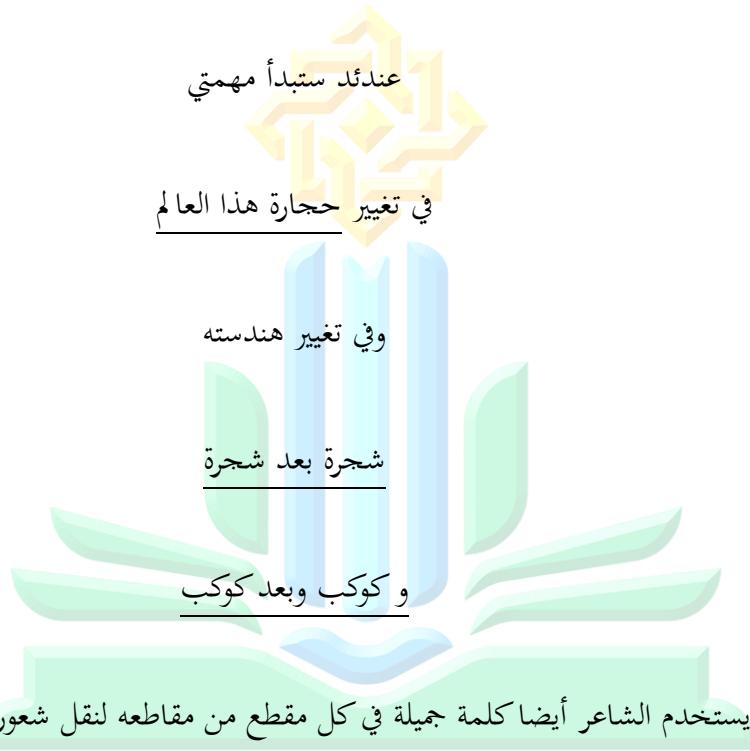 عندئد ستبدأ مهمتي
في تغيير حجارة هذا العالم
وفي تغيير هندسته
شجرة بعد شجرة
و كوكب وبعد كوكب
يستخدم الشاعر أيضا كلمة جميلة في كل مقطع من مقاطعه لنقل شعور